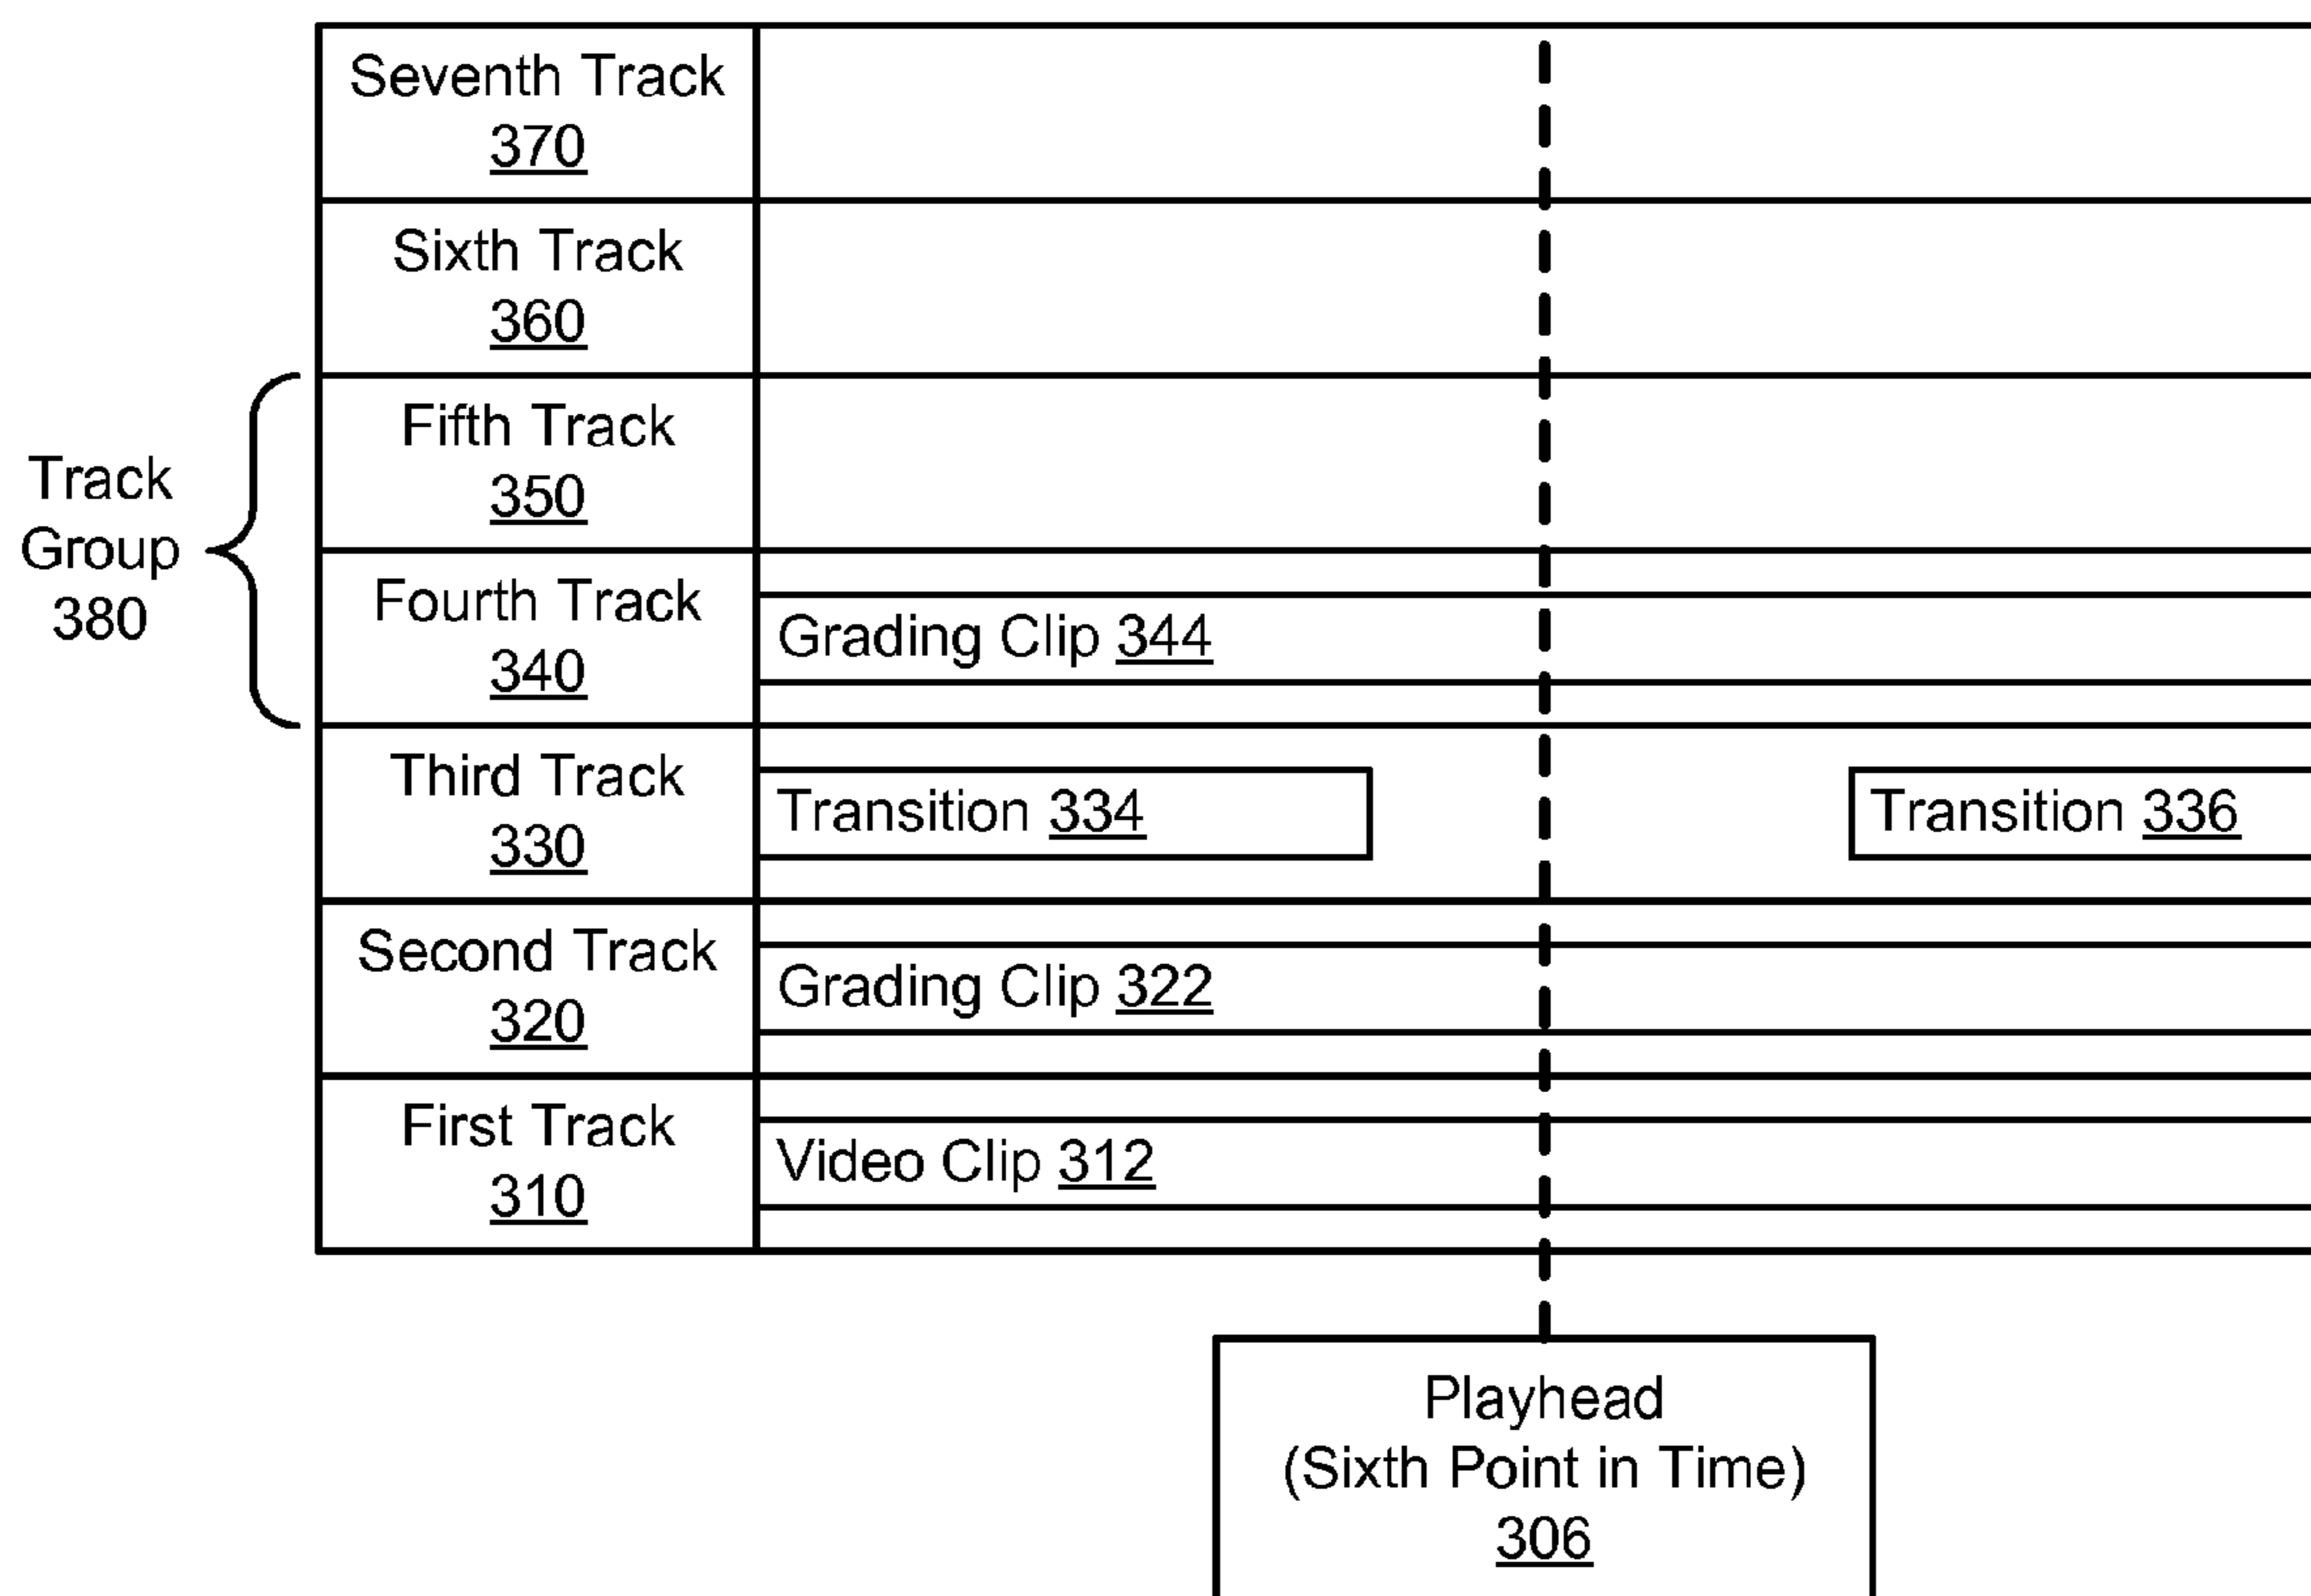 Seventh Track
370
Sixth Track
360
Track
Group
380
Fifth Track
350
Fourth Track
340
Grading Clip 344
Third Track
330
Transition 334
Transition 336
Second Track
320
Grading Clip 322
First Track
310
Video Clip 312
Playhead
(Sixth Point in Time)
306